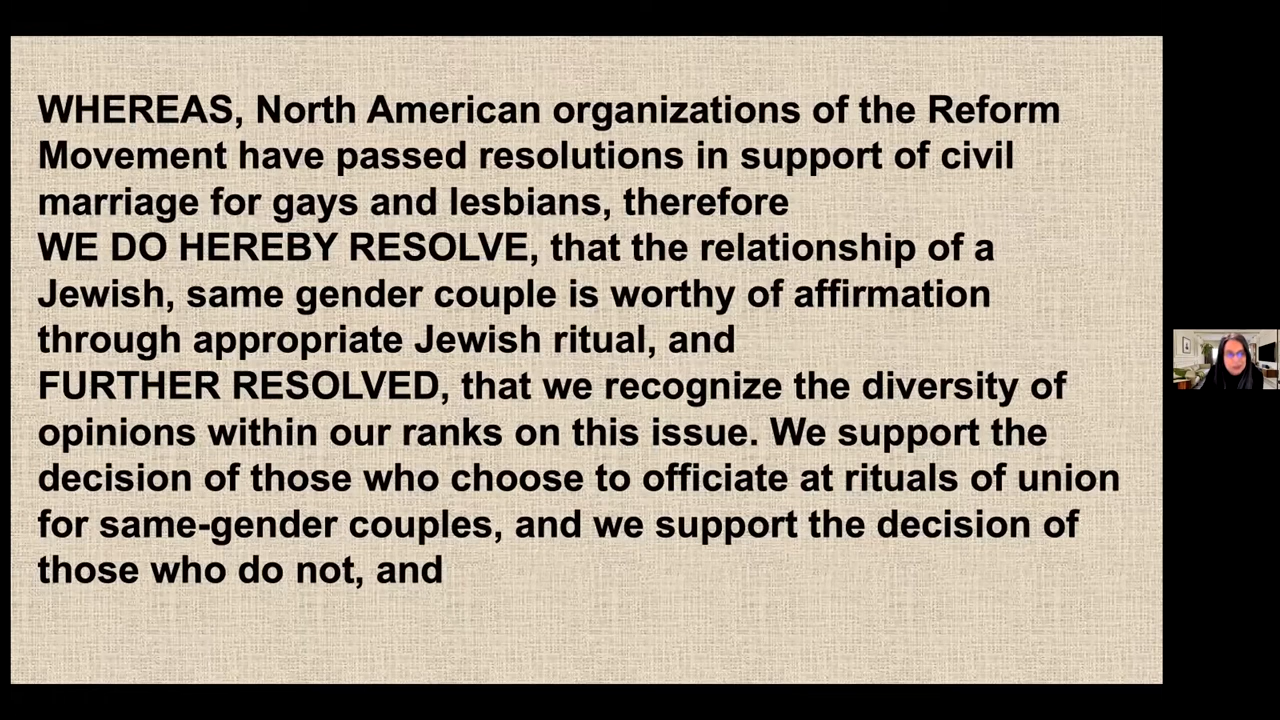 WHEREAS, North American organizations of the Reform
Movement have passed resolutions in support of civil
marriage for gays and lesbians, therefore
WE DO HEREBY RESOLVE, that the relationship of a
Jewish, same gender couple is worthy of affirmation
through appropriate Jewish ritual, and
FURTHER RESOLVED, that we recognize the diversity of
opinions within our ranks on this issue. We support the
decision of those who choose to officiate at rituals of union
for same-gender couples, and we support the decision of
those who do not, and